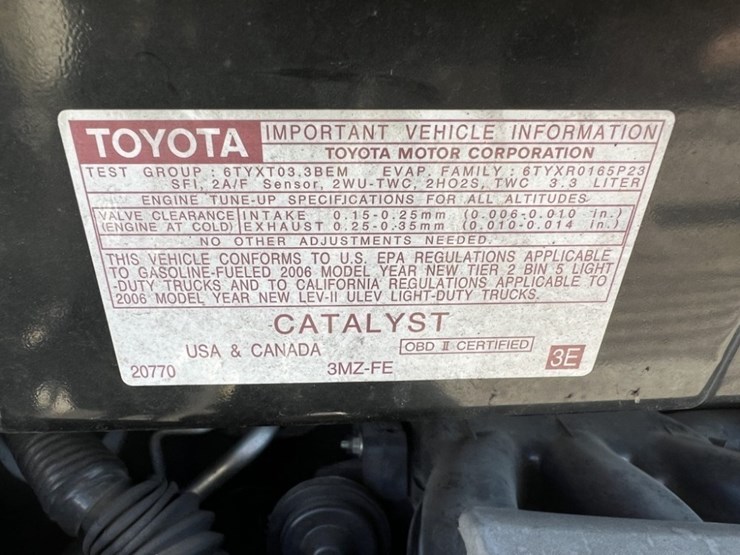 TOYOTA IMPORTANT VEHICLE INFORMATION
TOYOTA MOTOR CORPORATION
TEST GROUP : 6TYXT03.3BEM EVAP. FAMILY : 6TYXR0165P23
SFI, 2A/F Sensor, 2WU-TWC, 2HO2S, TWC 3.3 LITER
ENGINE TUNE-UP SPECIFICATIONS FOR ALL ALTITUDES
VALVE CLEARANCE INTAKE 0.15-0.25mm (0.006-0.010 in.)
(ENGINE AT COLD) EXHAUST 0.25-0.35mm (0.010-0.014 in.)
NO OTHER ADJUSTMENTS NEEDED.
THIS VEHICLE CONFORMS TO U.S. EPA REGULATIONS APPLICABLE
TO GASOLINE-FUELED 2006 MODEL YEAR NEW TIER 2 BIN 5 LIGHT
-DUTY TRUCKS AND TO CALIFORNIA REGULATIONS APPLICABLE TO
2006 MODEL YEAR NEW LEV-II ULEV LIGHT-DUTY TRUCKS.
CATALYST
USA & CANADA OBD II CERTIFIED
20770 3MZ-FE 3E